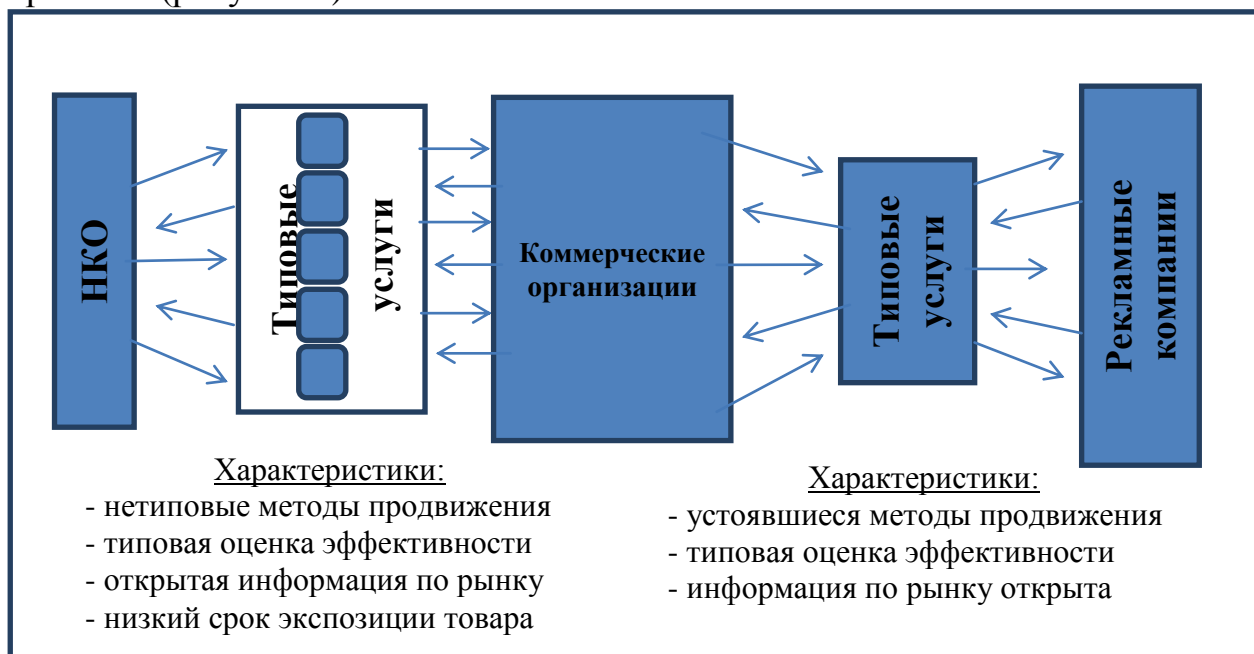 НКО
Типовые
услуги
Коммерческие
организации
Типовые
услуги
Рекламные
компании
Характеристики:
- нетиповые методы продвижения
- типовая оценка эффективности
- открытая информация по рынку
- низкий срок экспозиции товара
Характеристики:
- устоявшиеся методы продвижения
- типовая оценка эффективности
- информация по рынку открыта